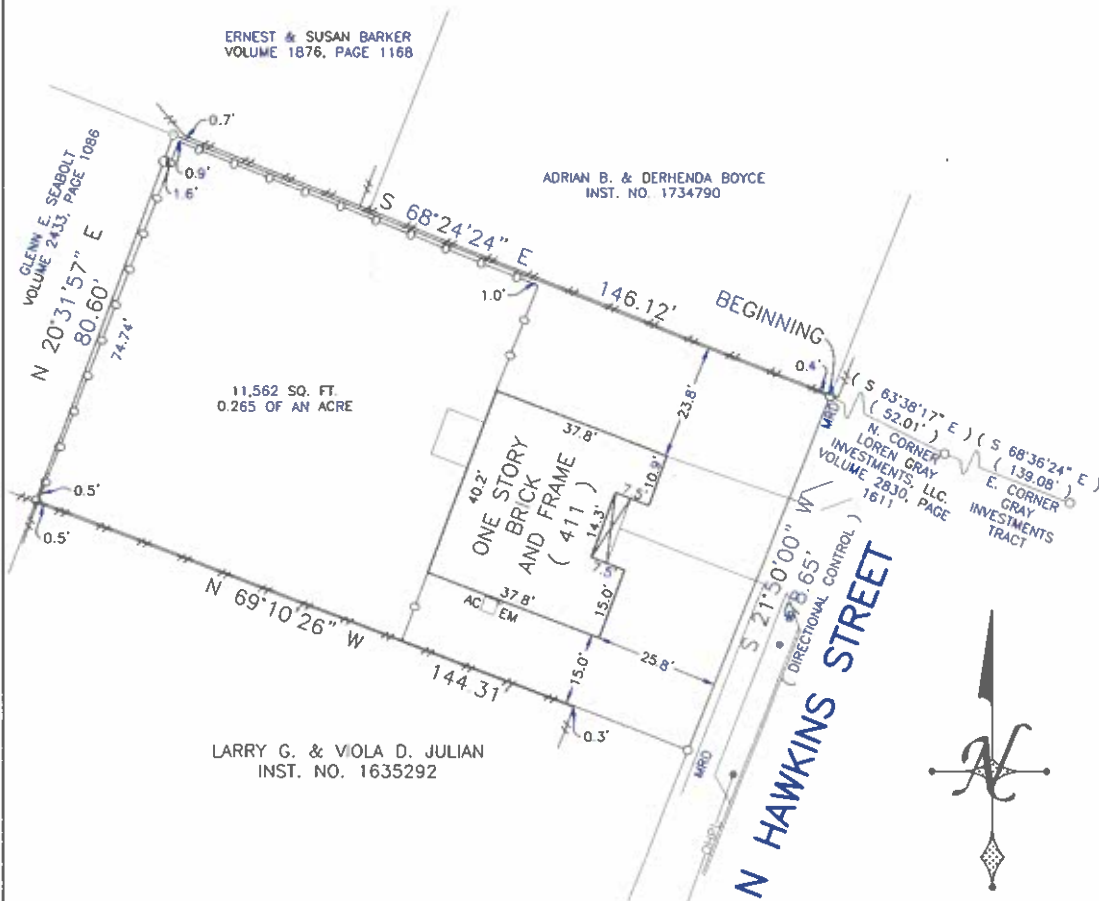 ERNEST & SUSAN BARKER
VOLUME 1876, PAGE 1168
0.7'
0.9'
1.6'
GLENN E. SEABOLT
VOLUME 2433, PAGE 1086
N 20°31'57" E
80.60'
74.74'
ADRIAN B. & DERHENDA BOYCE
INST. NO. 1734790
S 68°24'24" E
146.12'
1.0'
BEGINNING
0.4'
( S 63°38'17" E )
( 52.01' )
N. CORNER
LOREN GRAY
INVESTMENTS, LLC.
VOLUME 2830, PAGE
1611
( S 68°36'24" E )
( 139.08' )
E. CORNER
GRAY
INVESTMENTS
TRACT
MRD
11,562 SQ. FT.
0.265 OF AN ACRE
23.8'
37.8'
10.9'
7.5'
14.3'
7.5'
40.2'
ONE STORY
BRICK
AND FRAME
( 411 )
37.8'
15.0'
AC
EM
25.8'
15.0'
0.3'
0.5'
0.5'
N 69°10'26" W
144.31'
S 21°50'00" W
78.65'
( DIRECTIONAL CONTROL )
N HAWKINS STREET
MRD
OHPL
LARRY G. & VIOLA D. JULIAN
INST. NO. 1635292
N